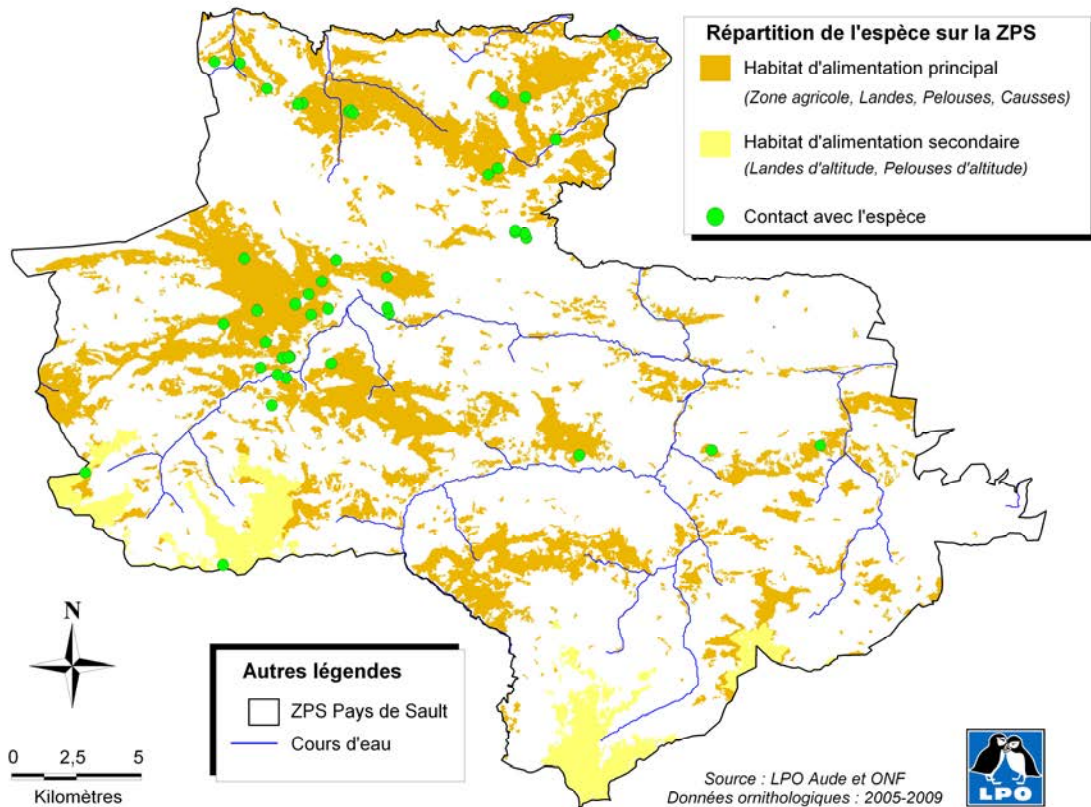 Répartition de l'espèce sur la ZPS
Habitat d'alimentation principal
(Zone agricole, Landes, Pelouses, Causses)
Habitat d'alimentation secondaire
(Landes d'altitude, Pelouses d'altitude)
Contact avec l'espèce
N
Autres légendes
ZPS Pays de Sault
Cours d'eau
0 2,5 5
Kilomètres
Source : LPO Aude et ONF
Données ornithologiques : 2005-2009
LPO